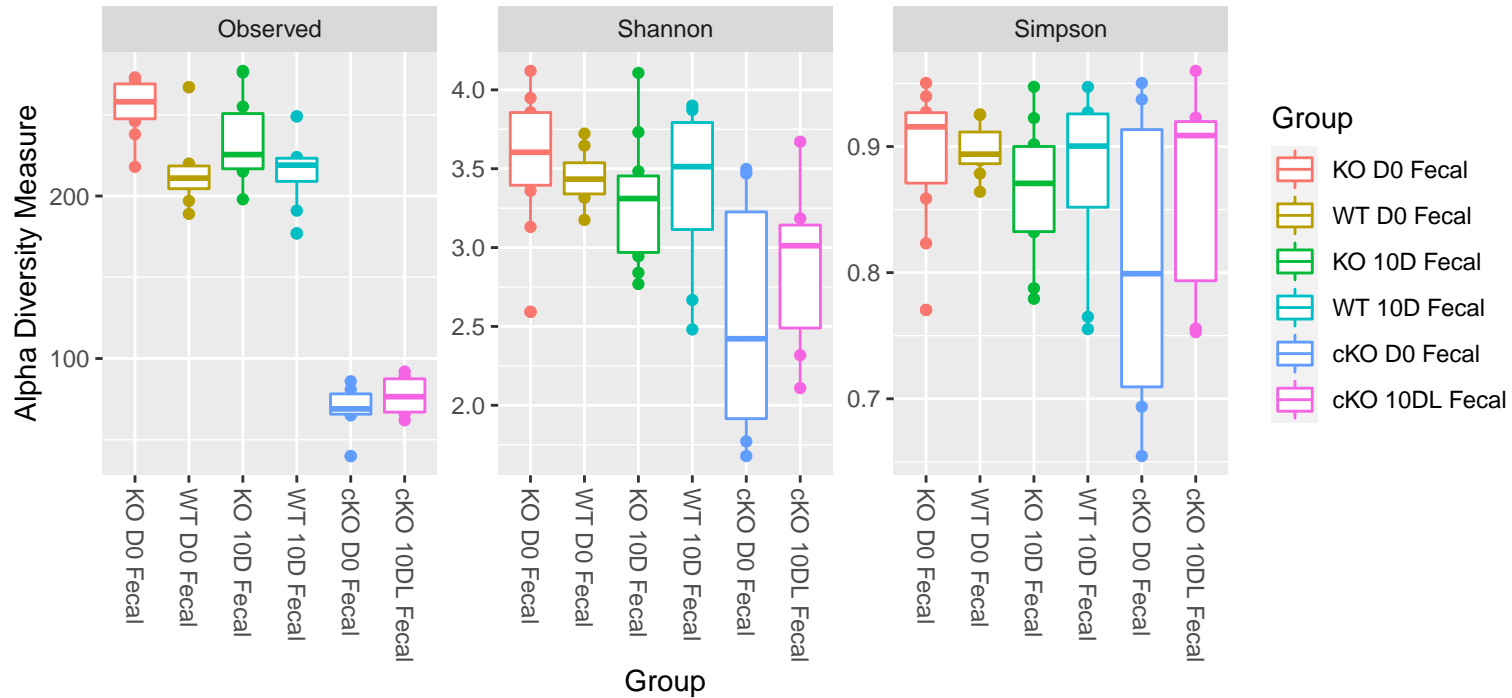 Observed
Shannon
Simpson
Alpha Diversity Measure
200
100
4.0
3.5
3.0
2.5
2.0
0.9
0.8
0.7
KO D0 Fecal
WT D0 Fecal
KO 10D Fecal
WT 10D Fecal
cKO D0 Fecal
cKO 10DL Fecal
KO D0 Fecal
WT D0 Fecal
KO 10D Fecal
WT 10D Fecal
cKO D0 Fecal
cKO 10DL Fecal
KO D0 Fecal
WT D0 Fecal
KO 10D Fecal
WT 10D Fecal
cKO D0 Fecal
cKO 10DL Fecal
Group
Group
KO D0 Fecal
WT D0 Fecal
KO 10D Fecal
WT 10D Fecal
cKO D0 Fecal
cKO 10DL Fecal